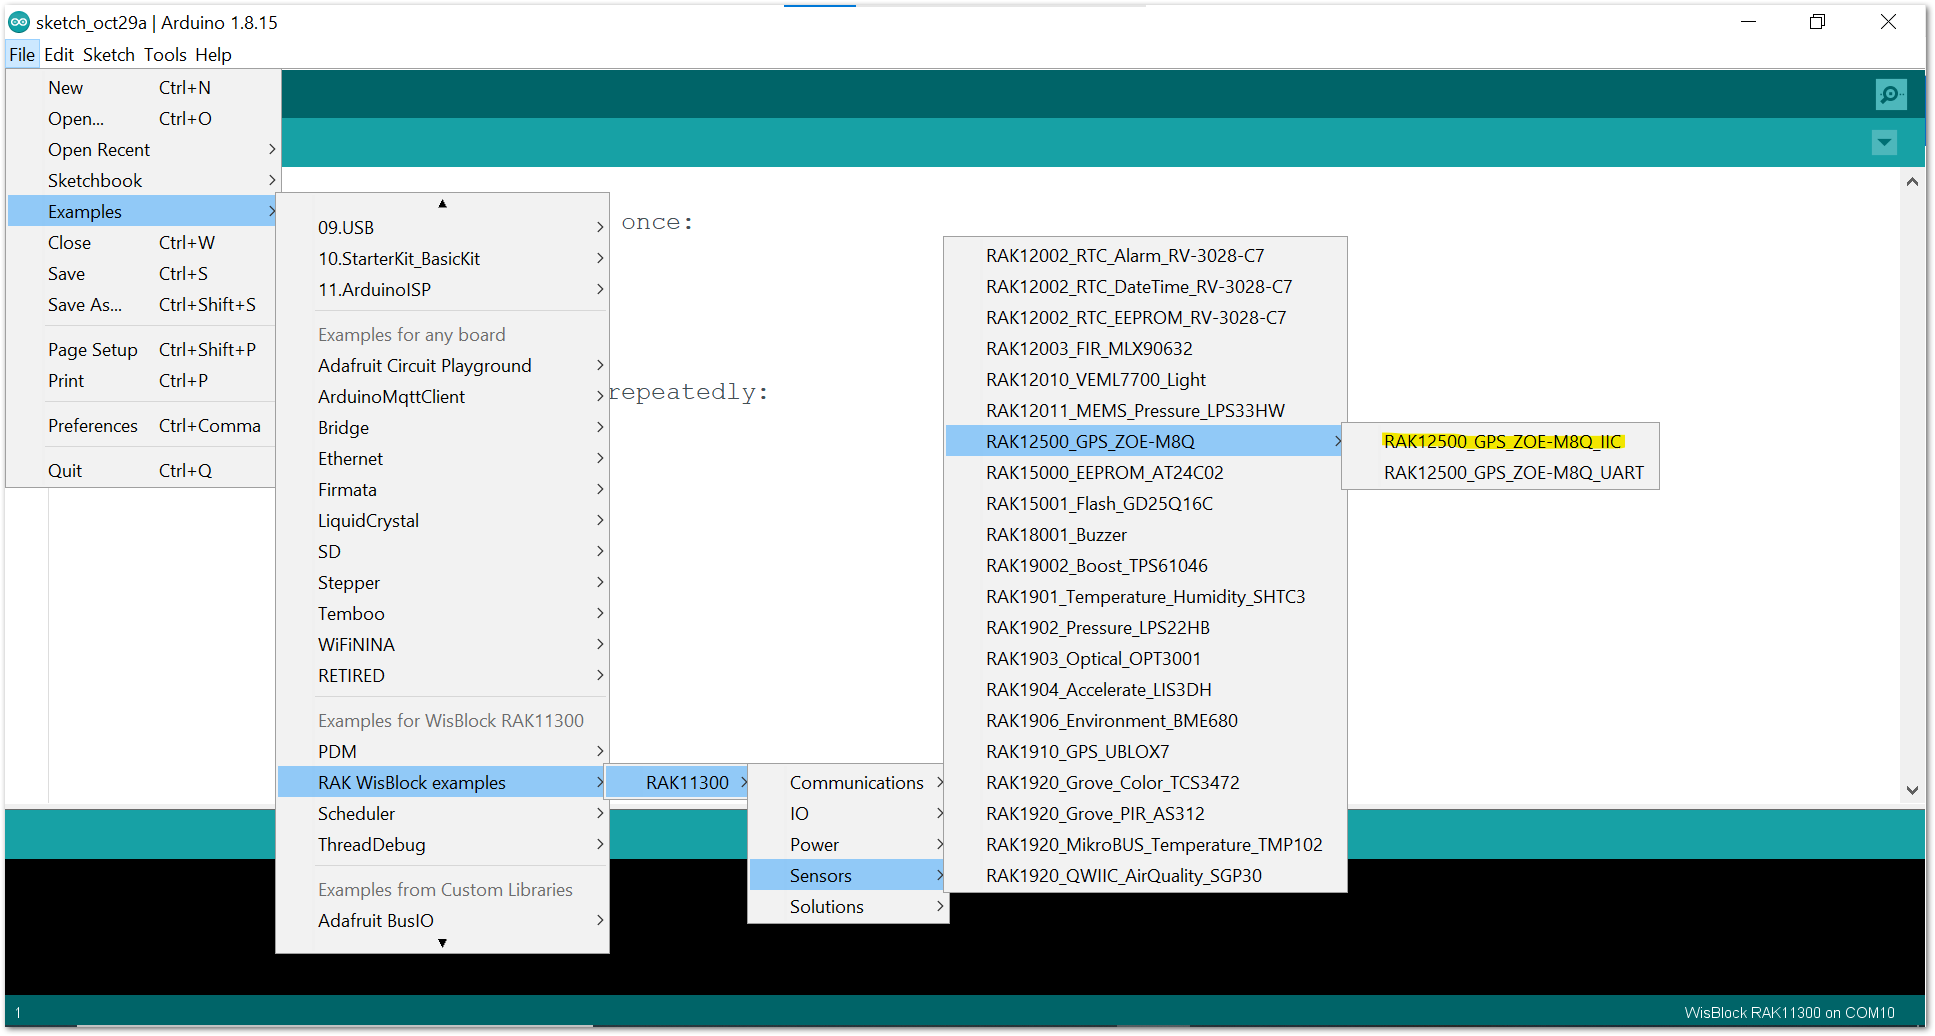 sketch_oct29a | Arduino 1.8.15
File Edit Sketch Tools Help
New Ctrl+N
Open... Ctrl+O
Open Recent
Sketchbook
Examples
Close Ctrl+W
Save Ctrl+S
Save As... Ctrl+Shift+S
Page Setup Ctrl+Shift+P
Print Ctrl+P
Preferences Ctrl+Comma
Quit Ctrl+Q
once:
repeatedly:
09.USB
10.StarterKit_BasicKit
11.ArduinoISP
Examples for any board
Adafruit Circuit Playground
ArduinoMqttClient
Bridge
Ethernet
Firmata
LiquidCrystal
SD
Stepper
Temboo
WiFiNINA
RETIRED
Examples for WisBlock RAK11300
PDM
RAK WisBlock examples
Scheduler
ThreadDebug
Examples from Custom Libraries
Adafruit BusIO
RAK11300
Communications
IO
Power
Sensors
Solutions
RAK12002_RTC_Alarm_RV-3028-C7
RAK12002_RTC_DateTime_RV-3028-C7
RAK12002_RTC_EEPROM_RV-3028-C7
RAK12003_FIR_MLX90632
RAK12010_VEML7700_Light
RAK12011_MEMS_Pressure_LPS33HW
RAK12500_GPS_ZOE-M8Q
RAK15000_EEPROM_AT24C02
RAK15001_Flash_GD25Q16C
RAK18001_Buzzer
RAK19002_Boost_TPS61046
RAK1901_Temperature_Humidity_SHTC3
RAK1902_Pressure_LPS22HB
RAK1903_Optical_OPT3001
RAK1904_Accelerate_LIS3DH
RAK1906_Environment_BME680
RAK1910_GPS_UBLOX7
RAK1920_Grove_Color_TCS3472
RAK1920_Grove_PIR_AS312
RAK1920_MikroBUS_Temperature_TMP102
RAK1920_QWIIC_AirQuality_SGP30
RAK12500_GPS_ZOE-M8Q_IIC
RAK12500_GPS_ZOE-M8Q_UART
1
WisBlock RAK11300 on COM10